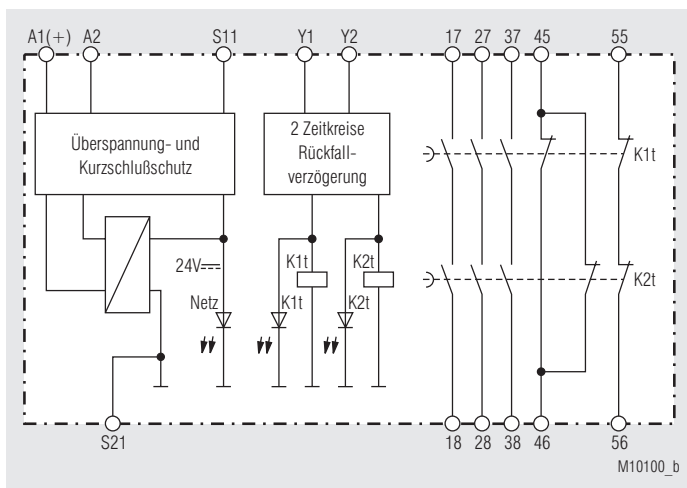 A1(+) A2 S11 Y1 Y2 17 27 37 45 55
Überspannung- und
Kurzschlußschutz
2 Zeitkreise
Rückfall-
verzögerung
K1t
24V
K1t K2t
K2t
Netz K1t K2t
S21 18 28 38 46 56
M10100_b